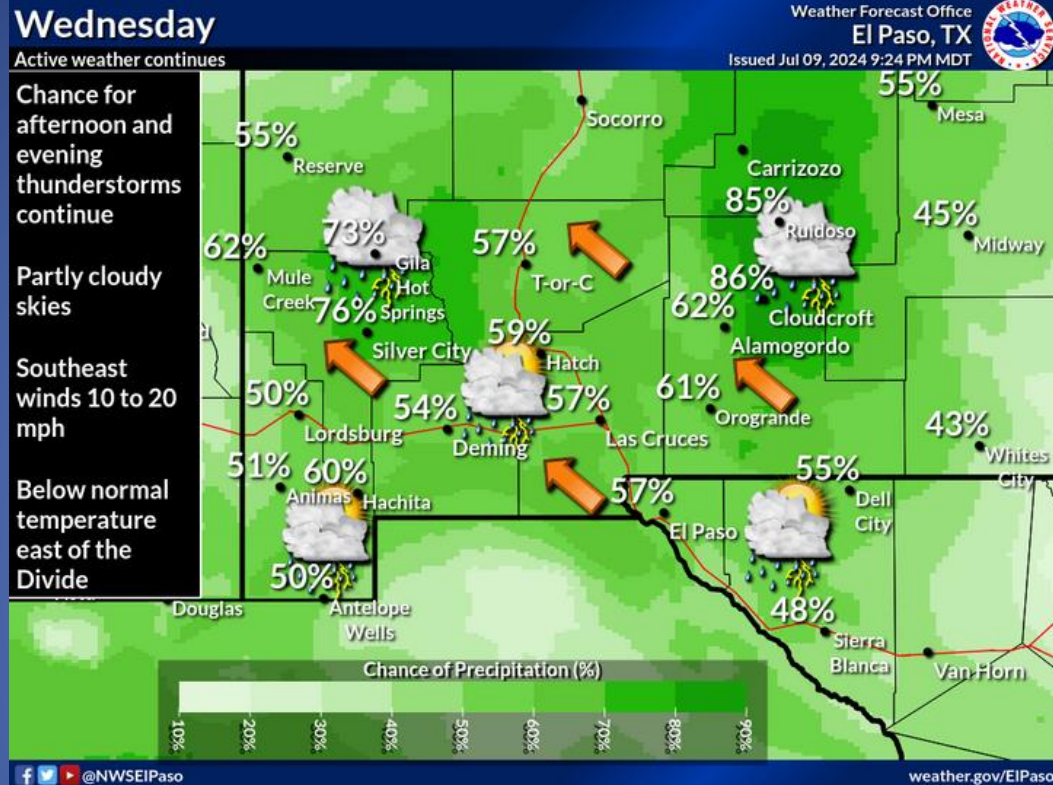 Wednesday
Active weather continues
Weather Forecast Office
El Paso, TX
Issued Jul 09, 2024 9:24 PM MDT
NATIONAL WEATHER SERVICE
Chance for
afternoon and
evening
thunderstorms
continue
Partly cloudy
skies
Southeast
winds 10 to 20
mph
Below normal
temperature
east of the
Divide
55%
Mesa
Socorro
55%
Reserve
Carrizozo
85%
Ruidoso
45%
Midway
73%
Gila
Hot
Springs
62%
Mule
Creek
57%
T-or-C
86%
Cloudcroft
76%
Silver City
62%
Alamogordo
59%
Hatch
50%
Lordsburg
54%
Deming
57%
Las Cruces
61%
Orogrande
43%
Whites
City
51%
Animas
60%
Hachita
57%
El Paso
55%
Dell
City
50%
Antelope
Wells
Douglas
48%
Sierra
Blanca
Van Horn
Chance of Precipitation (%)
10% 20% 30% 40% 50% 60% 70% 80% 90%
@NWSElPaso
weather.gov/ElPaso